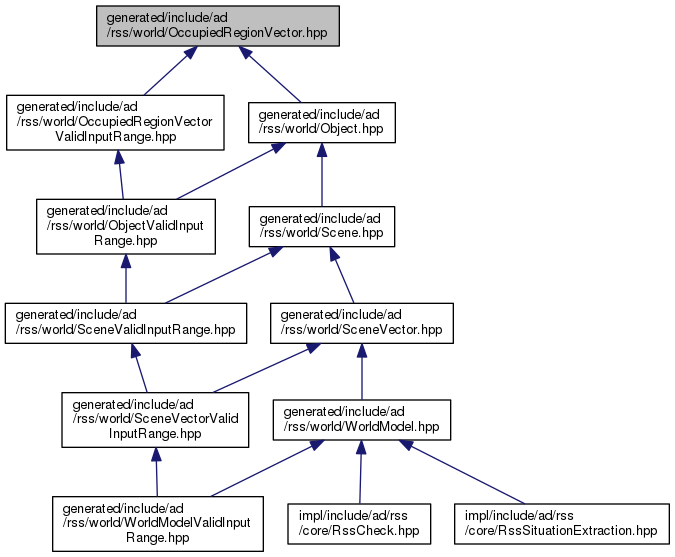 generated/include/ad
/rss/world/OccupiedRegionVector.hpp
generated/include/ad
/rss/world/OccupiedRegionVector
ValidInputRange.hpp
generated/include/ad
/rss/world/Object.hpp
generated/include/ad
/rss/world/ObjectValidInput
Range.hpp
generated/include/ad
/rss/world/Scene.hpp
generated/include/ad
/rss/world/SceneValidInputRange.hpp
generated/include/ad
/rss/world/SceneVector.hpp
generated/include/ad
/rss/world/SceneVectorValid
InputRange.hpp
generated/include/ad
/rss/world/WorldModel.hpp
generated/include/ad
/rss/world/WorldModelValidInput
Range.hpp
impl/include/ad/rss
/core/RssCheck.hpp
impl/include/ad/rss
/core/RssSituationExtraction.hpp